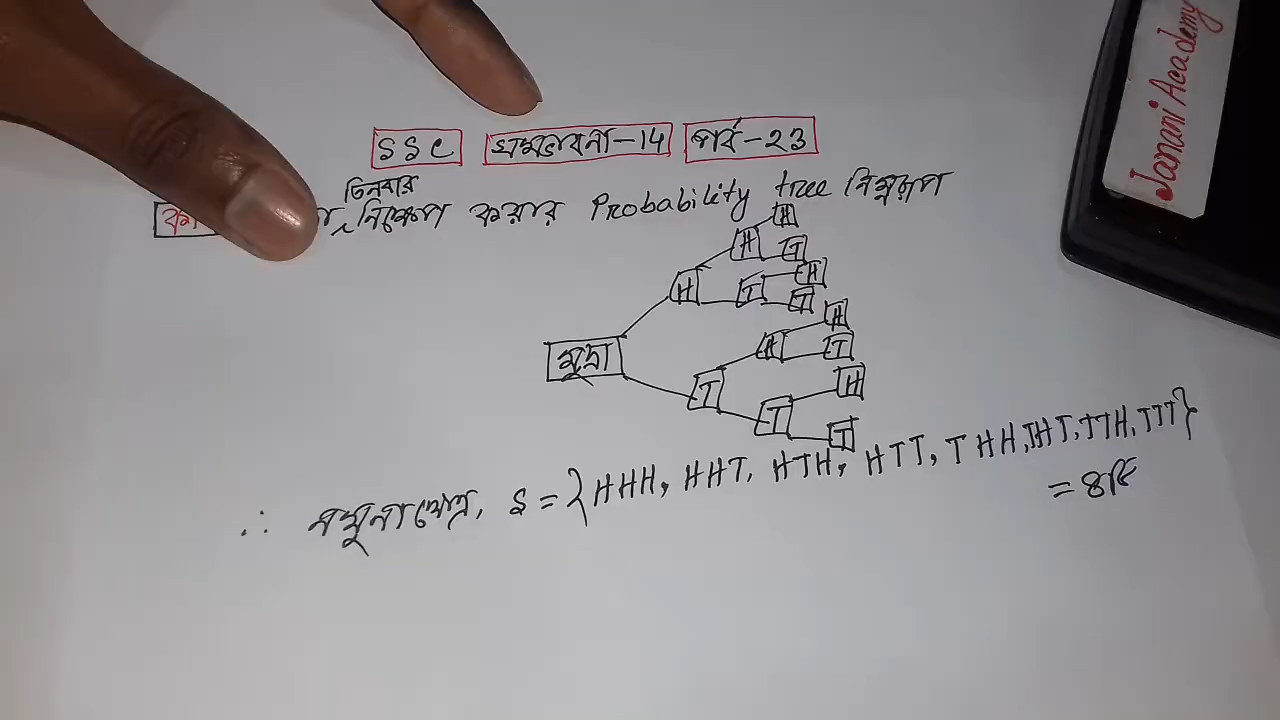 SSC সম্ভাবনা-14 পর্ব-23
তিনবার
নিক্ষেপ করার Probability tree নিম্নরূপ
H
H
T
H
H
T
T
মুদ্রা
H
H
T
T
H
T
T
∴ নমুনাক্ষেত্র, S = {HHH, HHT, HTH, HTT, THH, THT, TTH, TTT}
= 8টি
Janani Academy